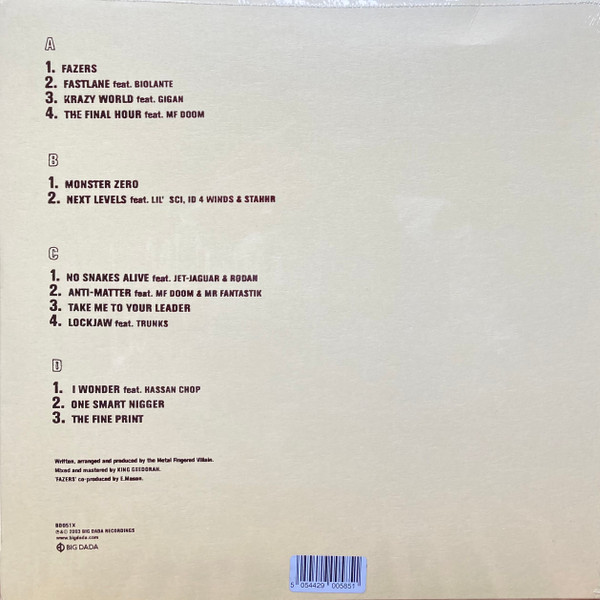 A
1. FAZERS
2. FASTLANE feat. BIOLANTE
3. KRAZY WORLD feat. GIGAN
4. THE FINAL HOUR feat. MF DOOM
B
1. MONSTER ZERO
2. NEXT LEVELS feat. LIL' SCI, ID 4 WINDS & STAHHR
C
1. NO SNAKES ALIVE feat. JET-JAGUAR & RODAN
2. ANTI-MATTER feat. MF DOOM & MR FANTASTIK
3. TAKE ME TO YOUR LEADER
4. LOCKJAW feat. TRUNKS
D
1. I WONDER feat. HASSAN CHOP
2. ONE SMART NIGGER
3. THE FINE PRINT
Written, arranged and produced by the Metal Fingered Villain.
Mixed and mastered by KING GEEDORAH.
'FAZERS' co-produced by E.Mason.
BD051X
℗&© 2003 BIG DADA RECORDINGS
www.bigdada.com
BIG DADA
5 054429 005851